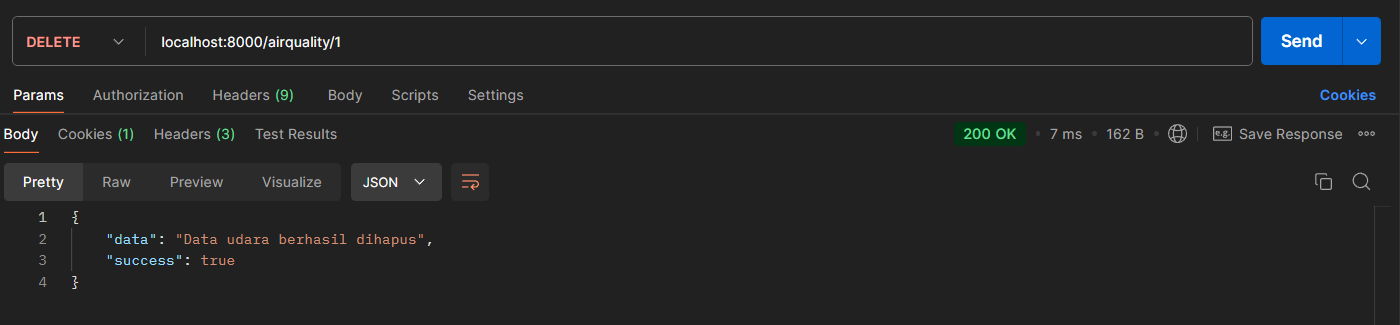 DELETE localhost:8000/airquality/1 Send
Params Authorization Headers (9) Body Scripts Settings Cookies
Body Cookies (1) Headers (3) Test Results 200 OK • 7 ms • 162 B • e.g. Save Response
Pretty Raw Preview Visualize JSON
1 {
2 "data": "Data udara berhasil dihapus",
3 "success": true
4 }